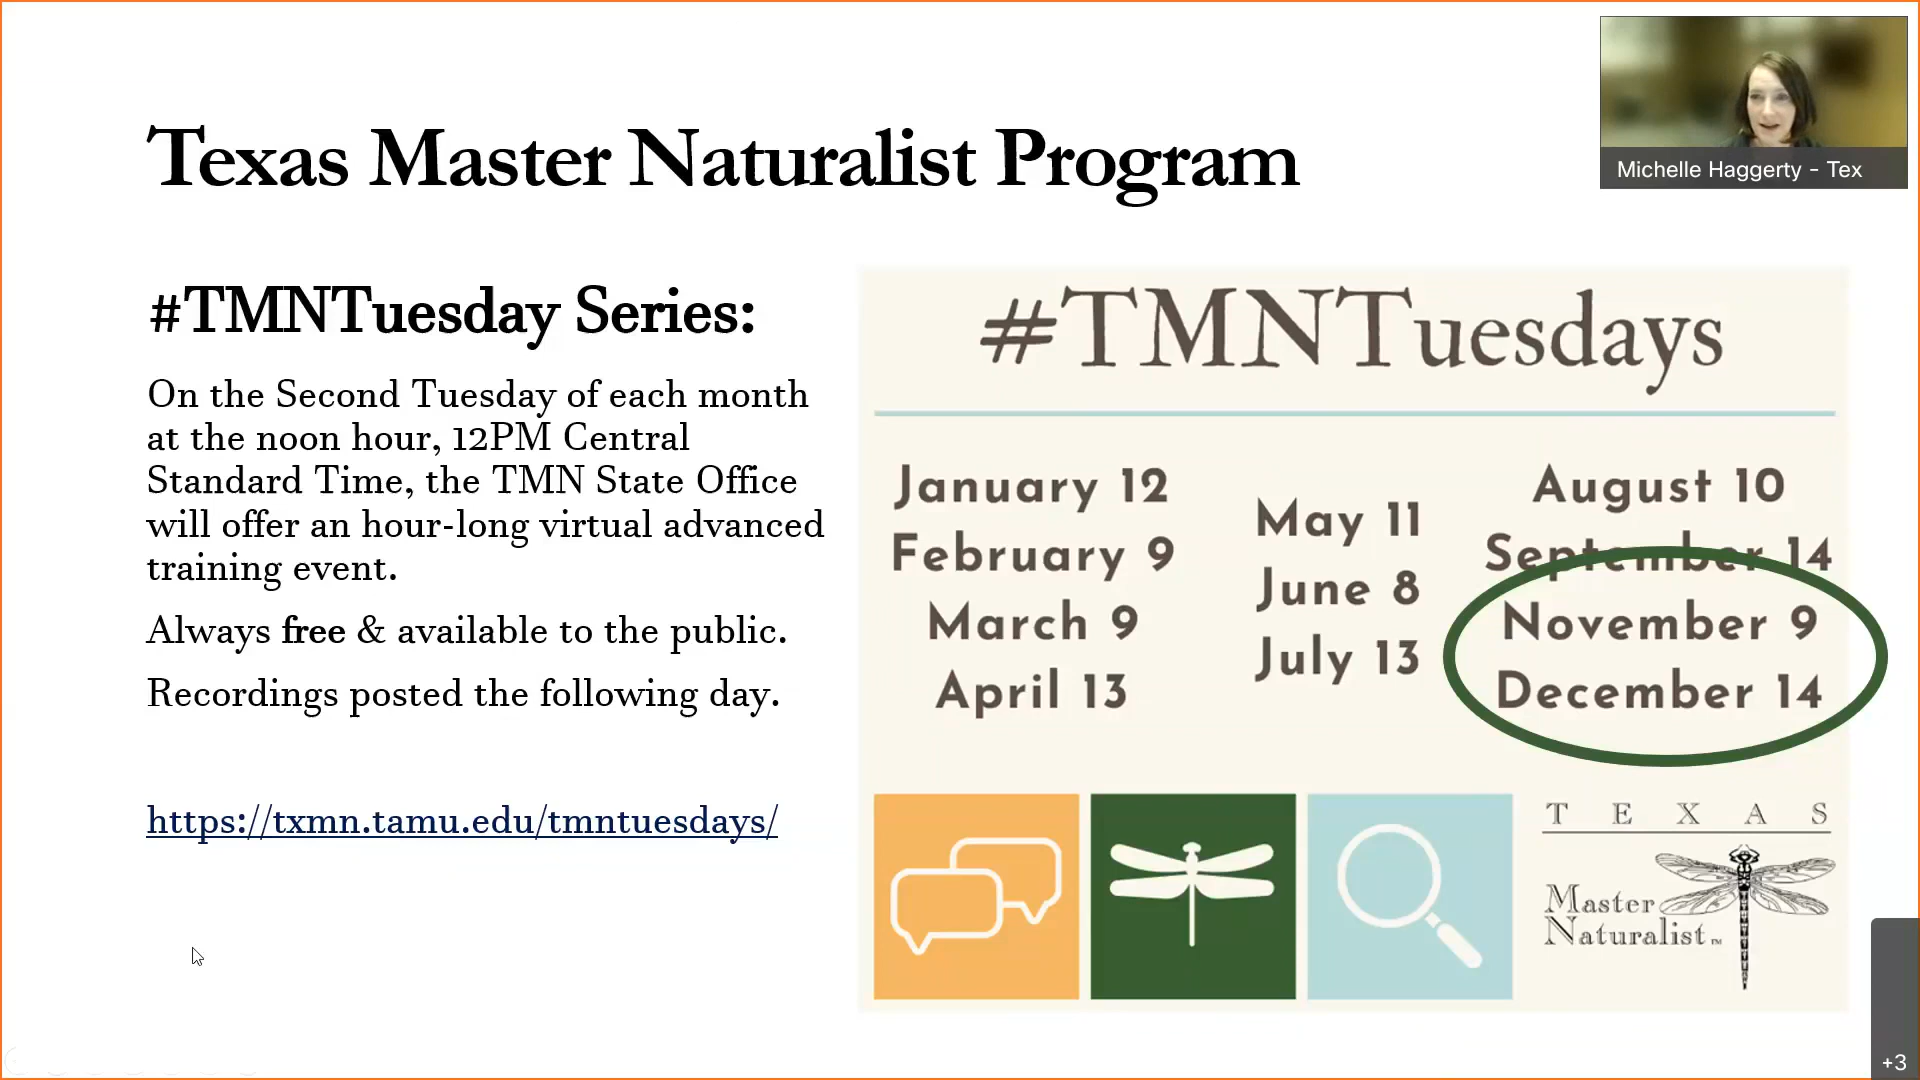 Michelle Haggerty - Tex
Texas Master Naturalist Program
#TMNTuesday Series:
On the Second Tuesday of each month
at the noon hour, 12PM Central
Standard Time, the TMN State Office
will offer an hour-long virtual advanced
training event.
Always free & available to the public.
Recordings posted the following day.
https://txmn.tamu.edu/tmntuesdays/
#TMNTuesdays
January 12
February 9
March 9
April 13
May 11
June 8
July 13
August 10
September 14
November 9
December 14
TEXAS
Master
Naturalist™
+3